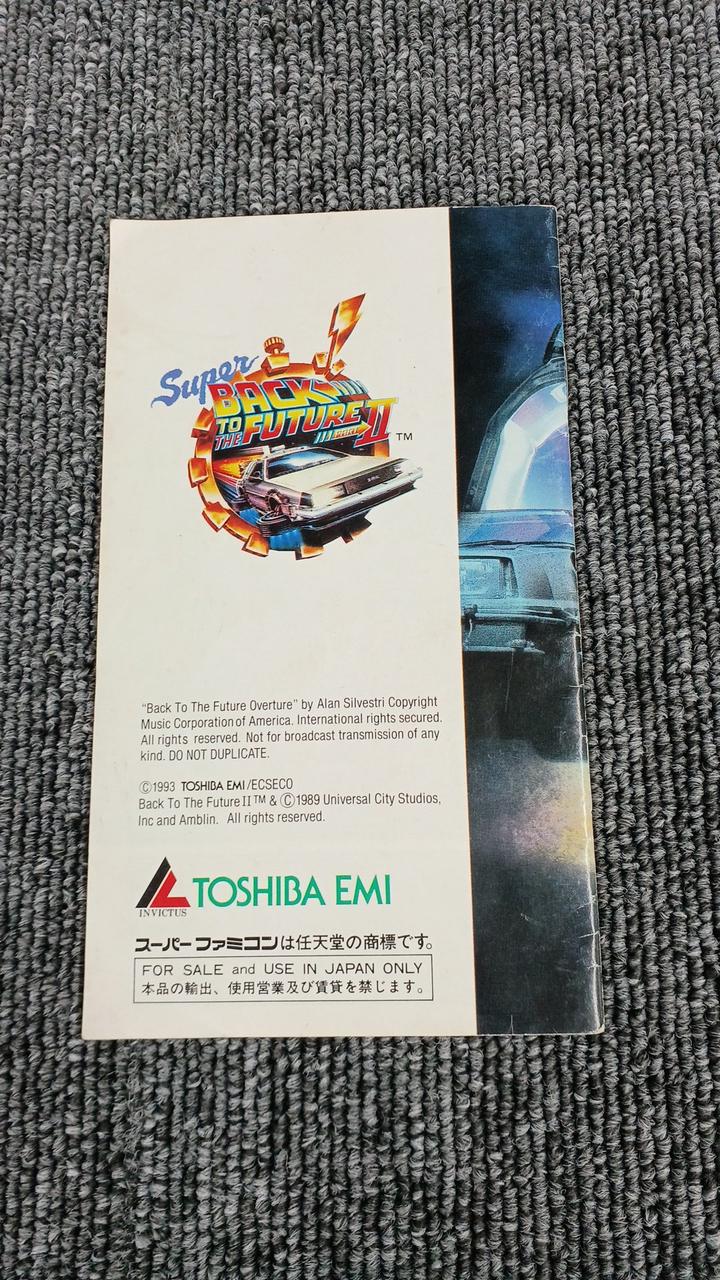 Super
BACK
TO THE FUTURE
PART II TM
"Back To The Future Overture" by Alan Silvestri Copyright
Music Corporation of America. International rights secured.
All rights reserved. Not for broadcast transmission of any
kind. DO NOT DUPLICATE.
©1993 TOSHIBA EMI/ECSECO
Back To The Future II TM & ©1989 Universal City Studios,
Inc and Amblin. All rights reserved.
INVICTUS
TOSHIBA EMI
スーパーファミコンは任天堂の商標です。
FOR SALE and USE IN JAPAN ONLY
本品の輸出、使用営業及び賃貸を禁じます。